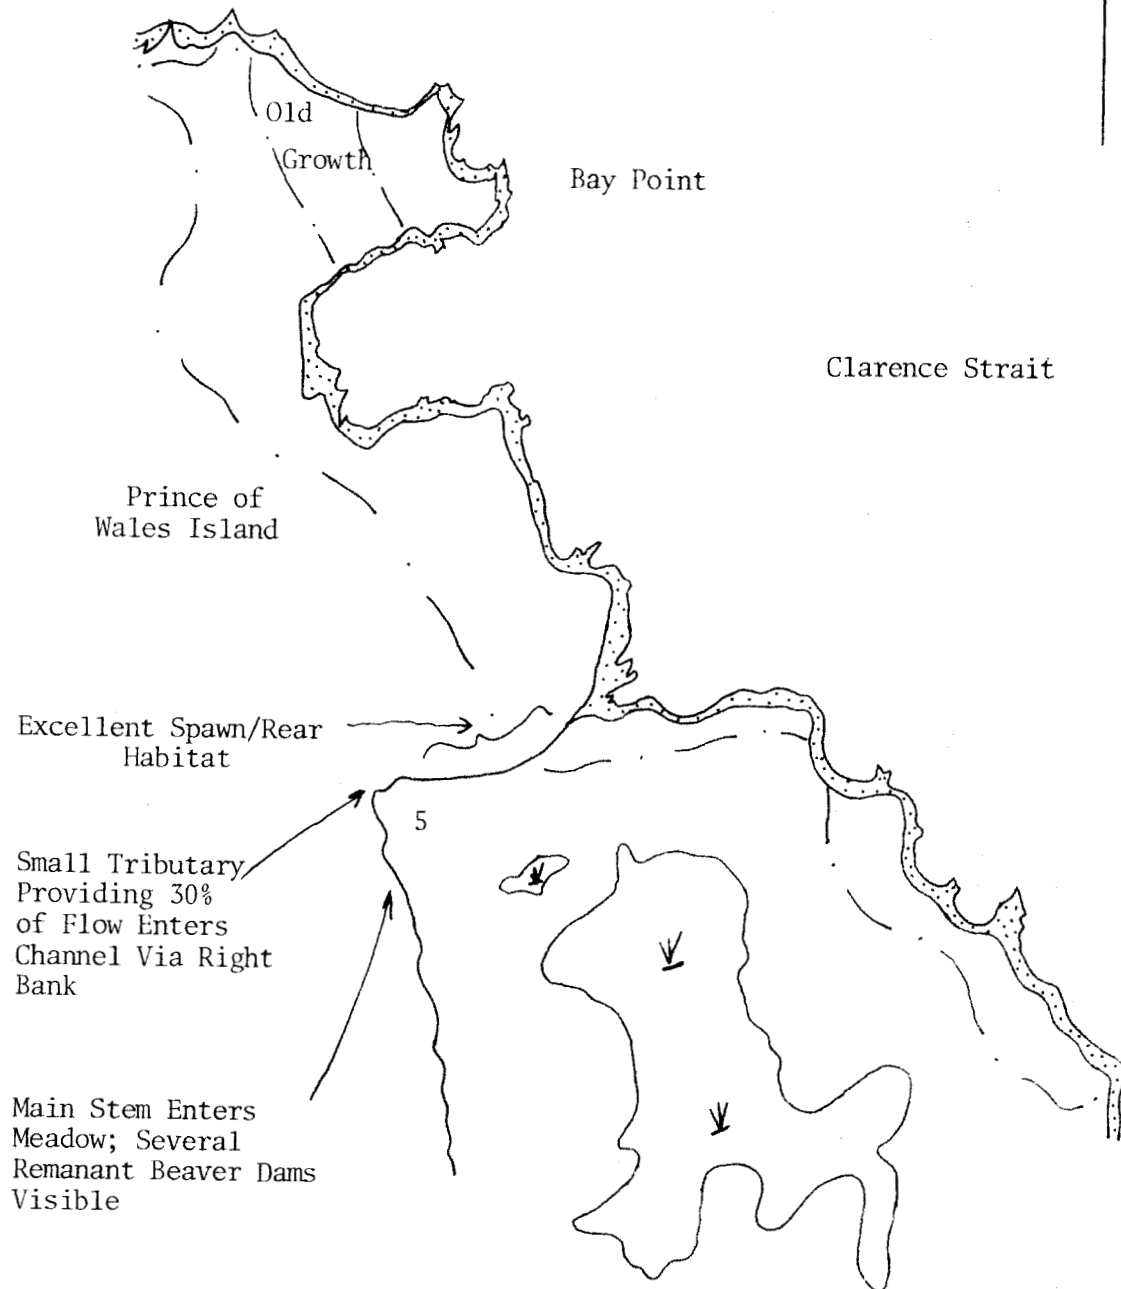 Old
Growth
Bay Point
Clarence Strait
Prince of
Wales Island
Excellent Spawn/Rear
Habitat
5
Small Tributary
Providing 30%
of Flow Enters
Channel Via Right
Bank
Main Stem Enters
Meadow; Several
Remanant Beaver Dams
Visible